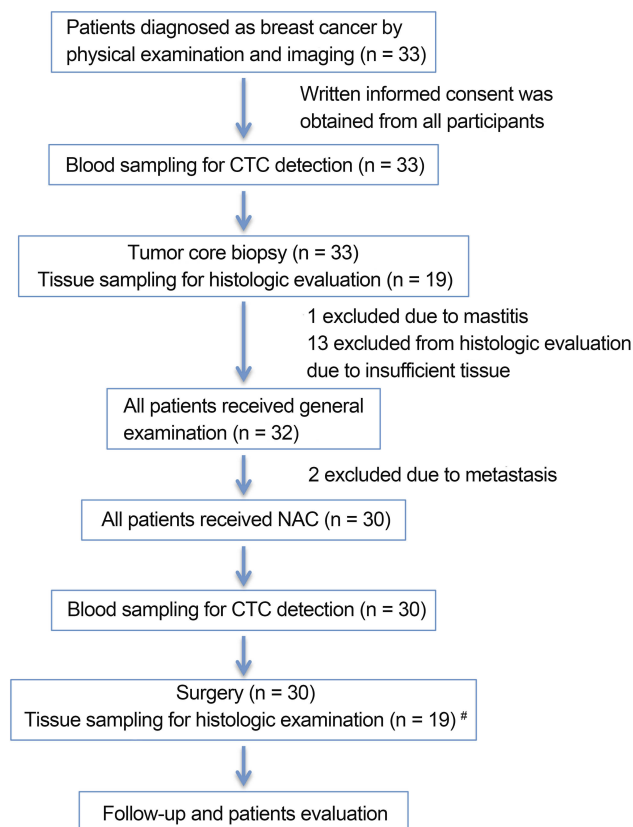 Patients diagnosed as breast cancer by
physical examination and imaging (n = 33)
Written informed consent was
obtained from all participants
Blood sampling for CTC detection (n = 33)
Tumor core biopsy (n = 33)
Tissue sampling for histologic evaluation (n = 19)
1 excluded due to mastitis
13 excluded from histologic evaluation
due to insufficient tissue
All patients received general
examination (n = 32)
2 excluded due to metastasis
All patients received NAC (n = 30)
Blood sampling for CTC detection (n = 30)
Surgery (n = 30)
Tissue sampling for histologic examination (n = 19) #
Follow-up and patients evaluation